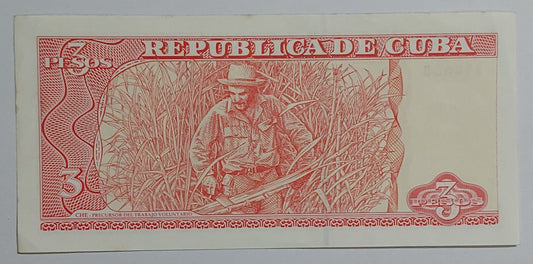 3
PESOS
REPUBLICA DE CUBA
3
CHE - PRECURSOR DEL TRABAJO VOLUNTARIO
3
PESOS